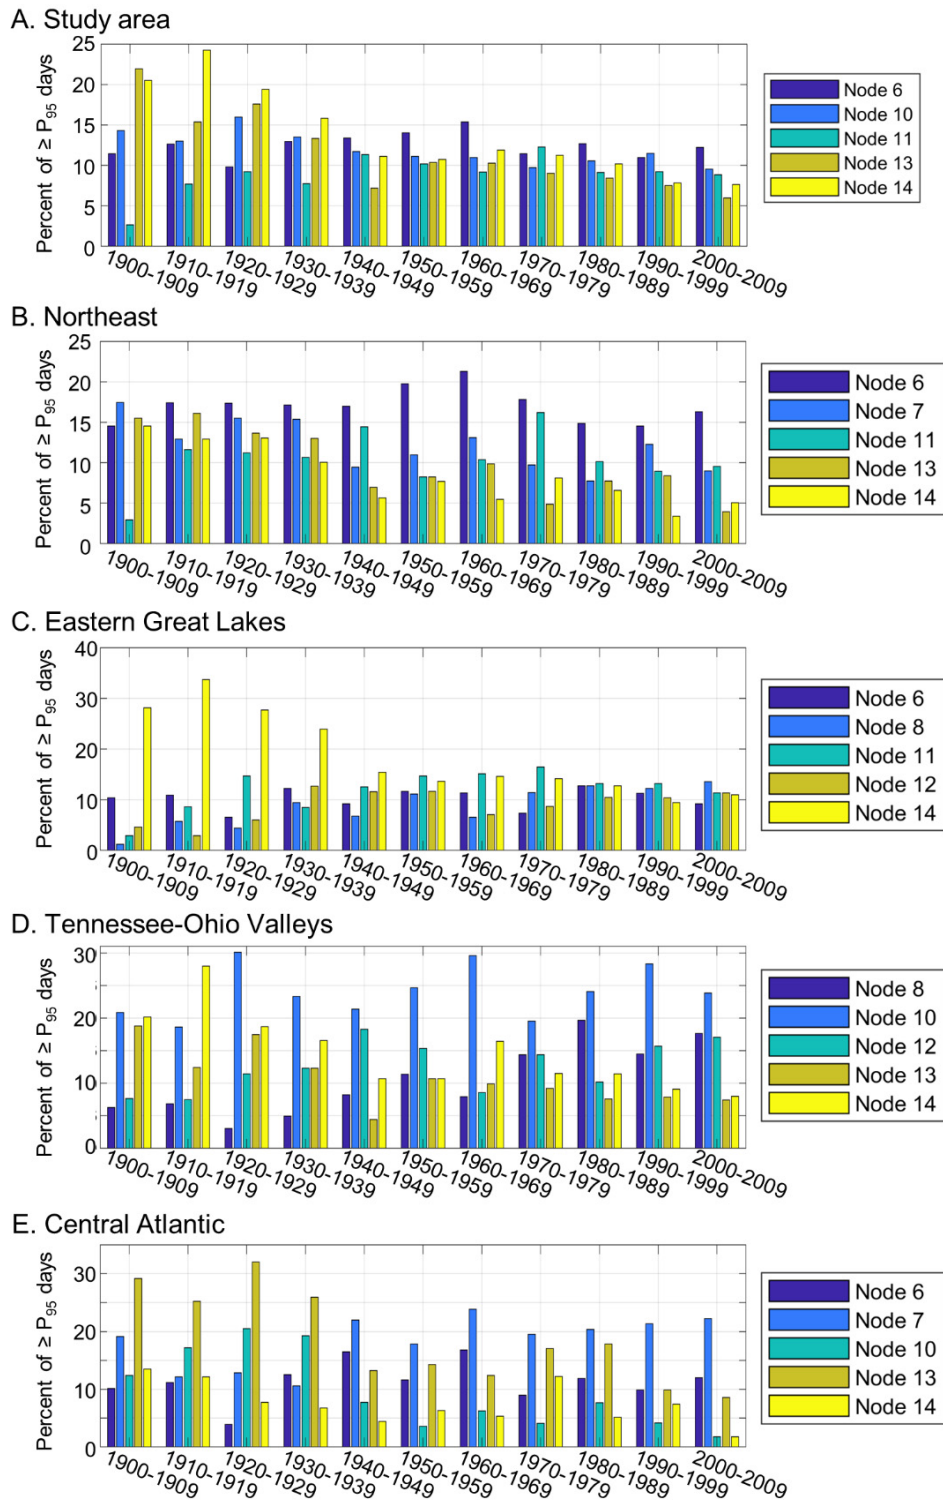 A. Study area
Percent of ≥ P95 days
25
20
15
10
5
0
1900-1909
1910-1919
1920-1929
1930-1939
1940-1949
1950-1959
1960-1969
1970-1979
1980-1989
1990-1999
2000-2009
Node 6
Node 10
Node 11
Node 13
Node 14
B. Northeast
Percent of ≥ P95 days
25
20
15
10
5
0
1900-1909
1910-1919
1920-1929
1930-1939
1940-1949
1950-1959
1960-1969
1970-1979
1980-1989
1990-1999
2000-2009
Node 6
Node 7
Node 11
Node 13
Node 14
C. Eastern Great Lakes
Percent of ≥ P95 days
40
30
20
10
0
1900-1909
1910-1919
1920-1929
1930-1939
1940-1949
1950-1959
1960-1969
1970-1979
1980-1989
1990-1999
2000-2009
Node 6
Node 8
Node 11
Node 12
Node 14
D. Tennessee-Ohio Valleys
Percent of ≥ P95 days
30
20
10
0
1900-1909
1910-1919
1920-1929
1930-1939
1940-1949
1950-1959
1960-1969
1970-1979
1980-1989
1990-1999
2000-2009
Node 8
Node 10
Node 12
Node 13
Node 14
E. Central Atlantic
Percent of ≥ P95 days
30
20
10
0
1900-1909
1910-1919
1920-1929
1930-1939
1940-1949
1950-1959
1960-1969
1970-1979
1980-1989
1990-1999
2000-2009
Node 6
Node 7
Node 10
Node 13
Node 14